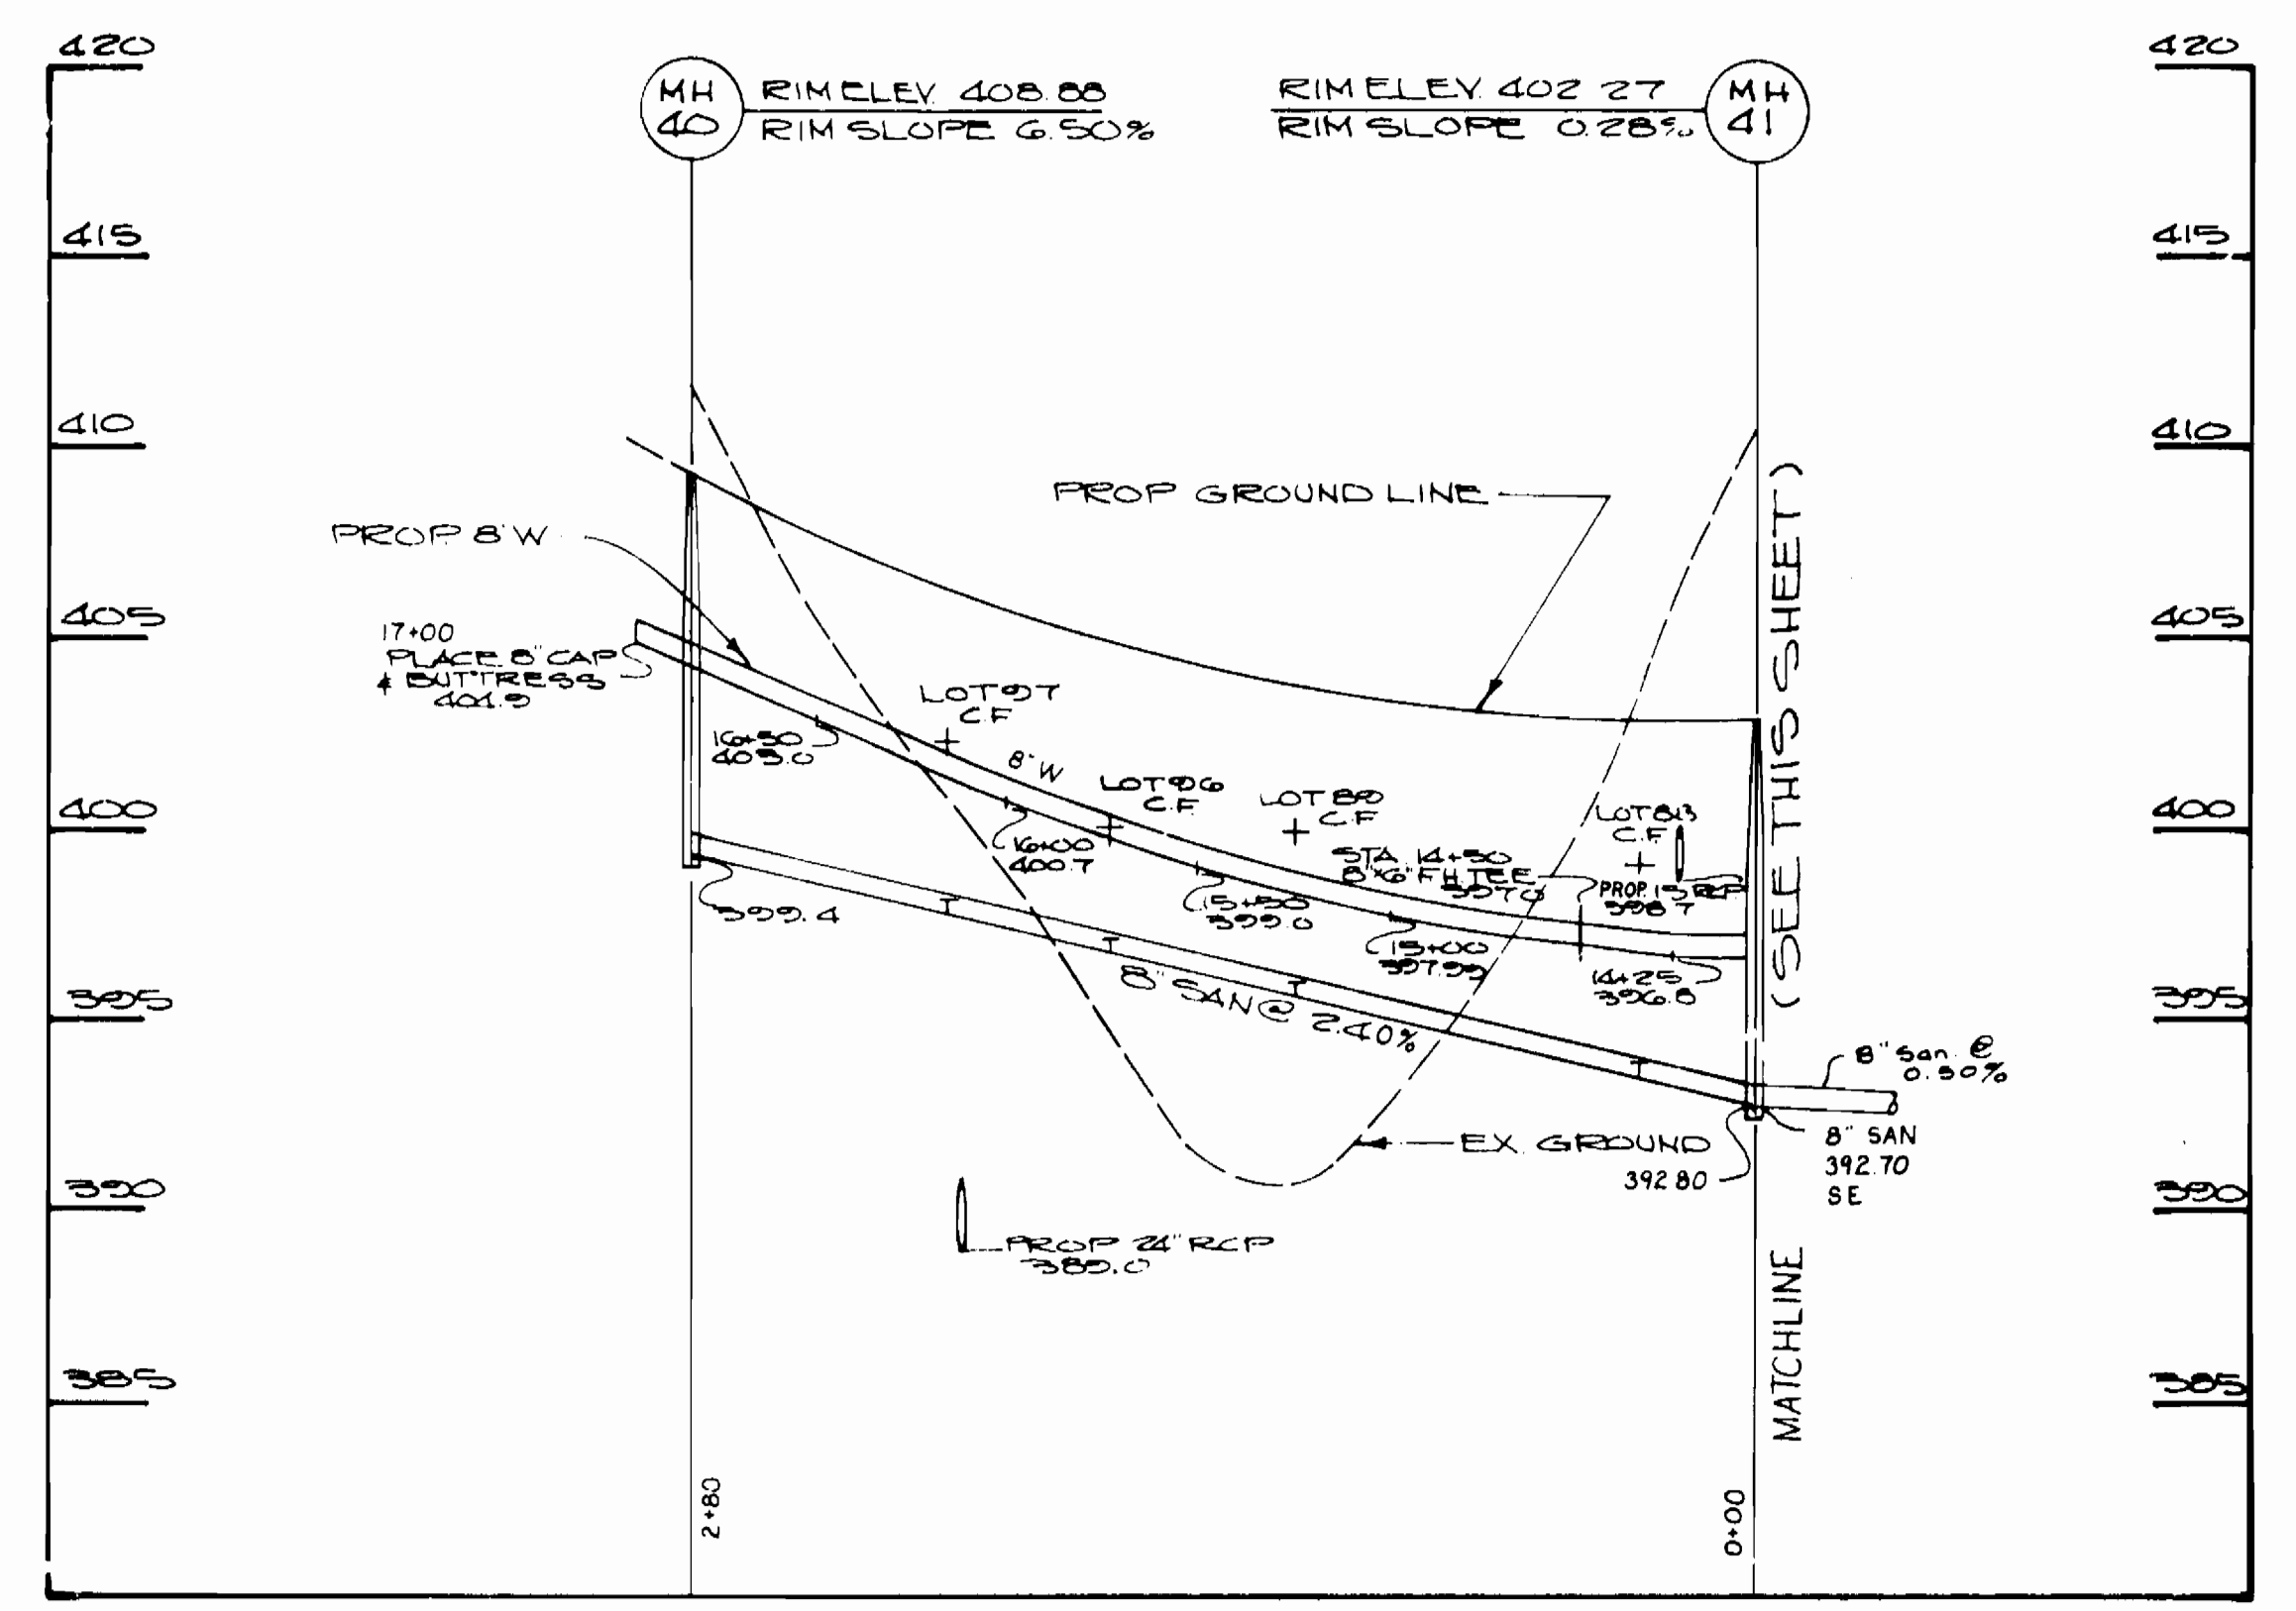 420
415
410
405
400
395
390
385
MH
40
RIM ELEV. 408.88
RIM SLOPE 6.50%
RIM ELEV. 402 27
RIM SLOPE 0.28%
MH
41
420
415
410
405
400
395
390
385
PROP GROUND LINE
PROP. 8" W
17+00
PLACE 8" CAP
& BUTTRESS
404.9
16+50
403.0
LOT 97
C.F
8" W
16+00
400.7
LOT 96
C.F.
15+50
399.0
LOT 89
C.F
STA. 14+50
8"x6" F.H. TEE
397.0
15+00
397.99
C.F.
PROP. 15" RCP
398 7
14+25
396.8
399.4
8" SAN @ 2.40%
8" San. @
0.50%
EX. GROUND
392 80
8" SAN
392.70
SE
PROP 24" RCP
389.0
2+80
0+00
MATCHLINE (SEE THIS SHEET)